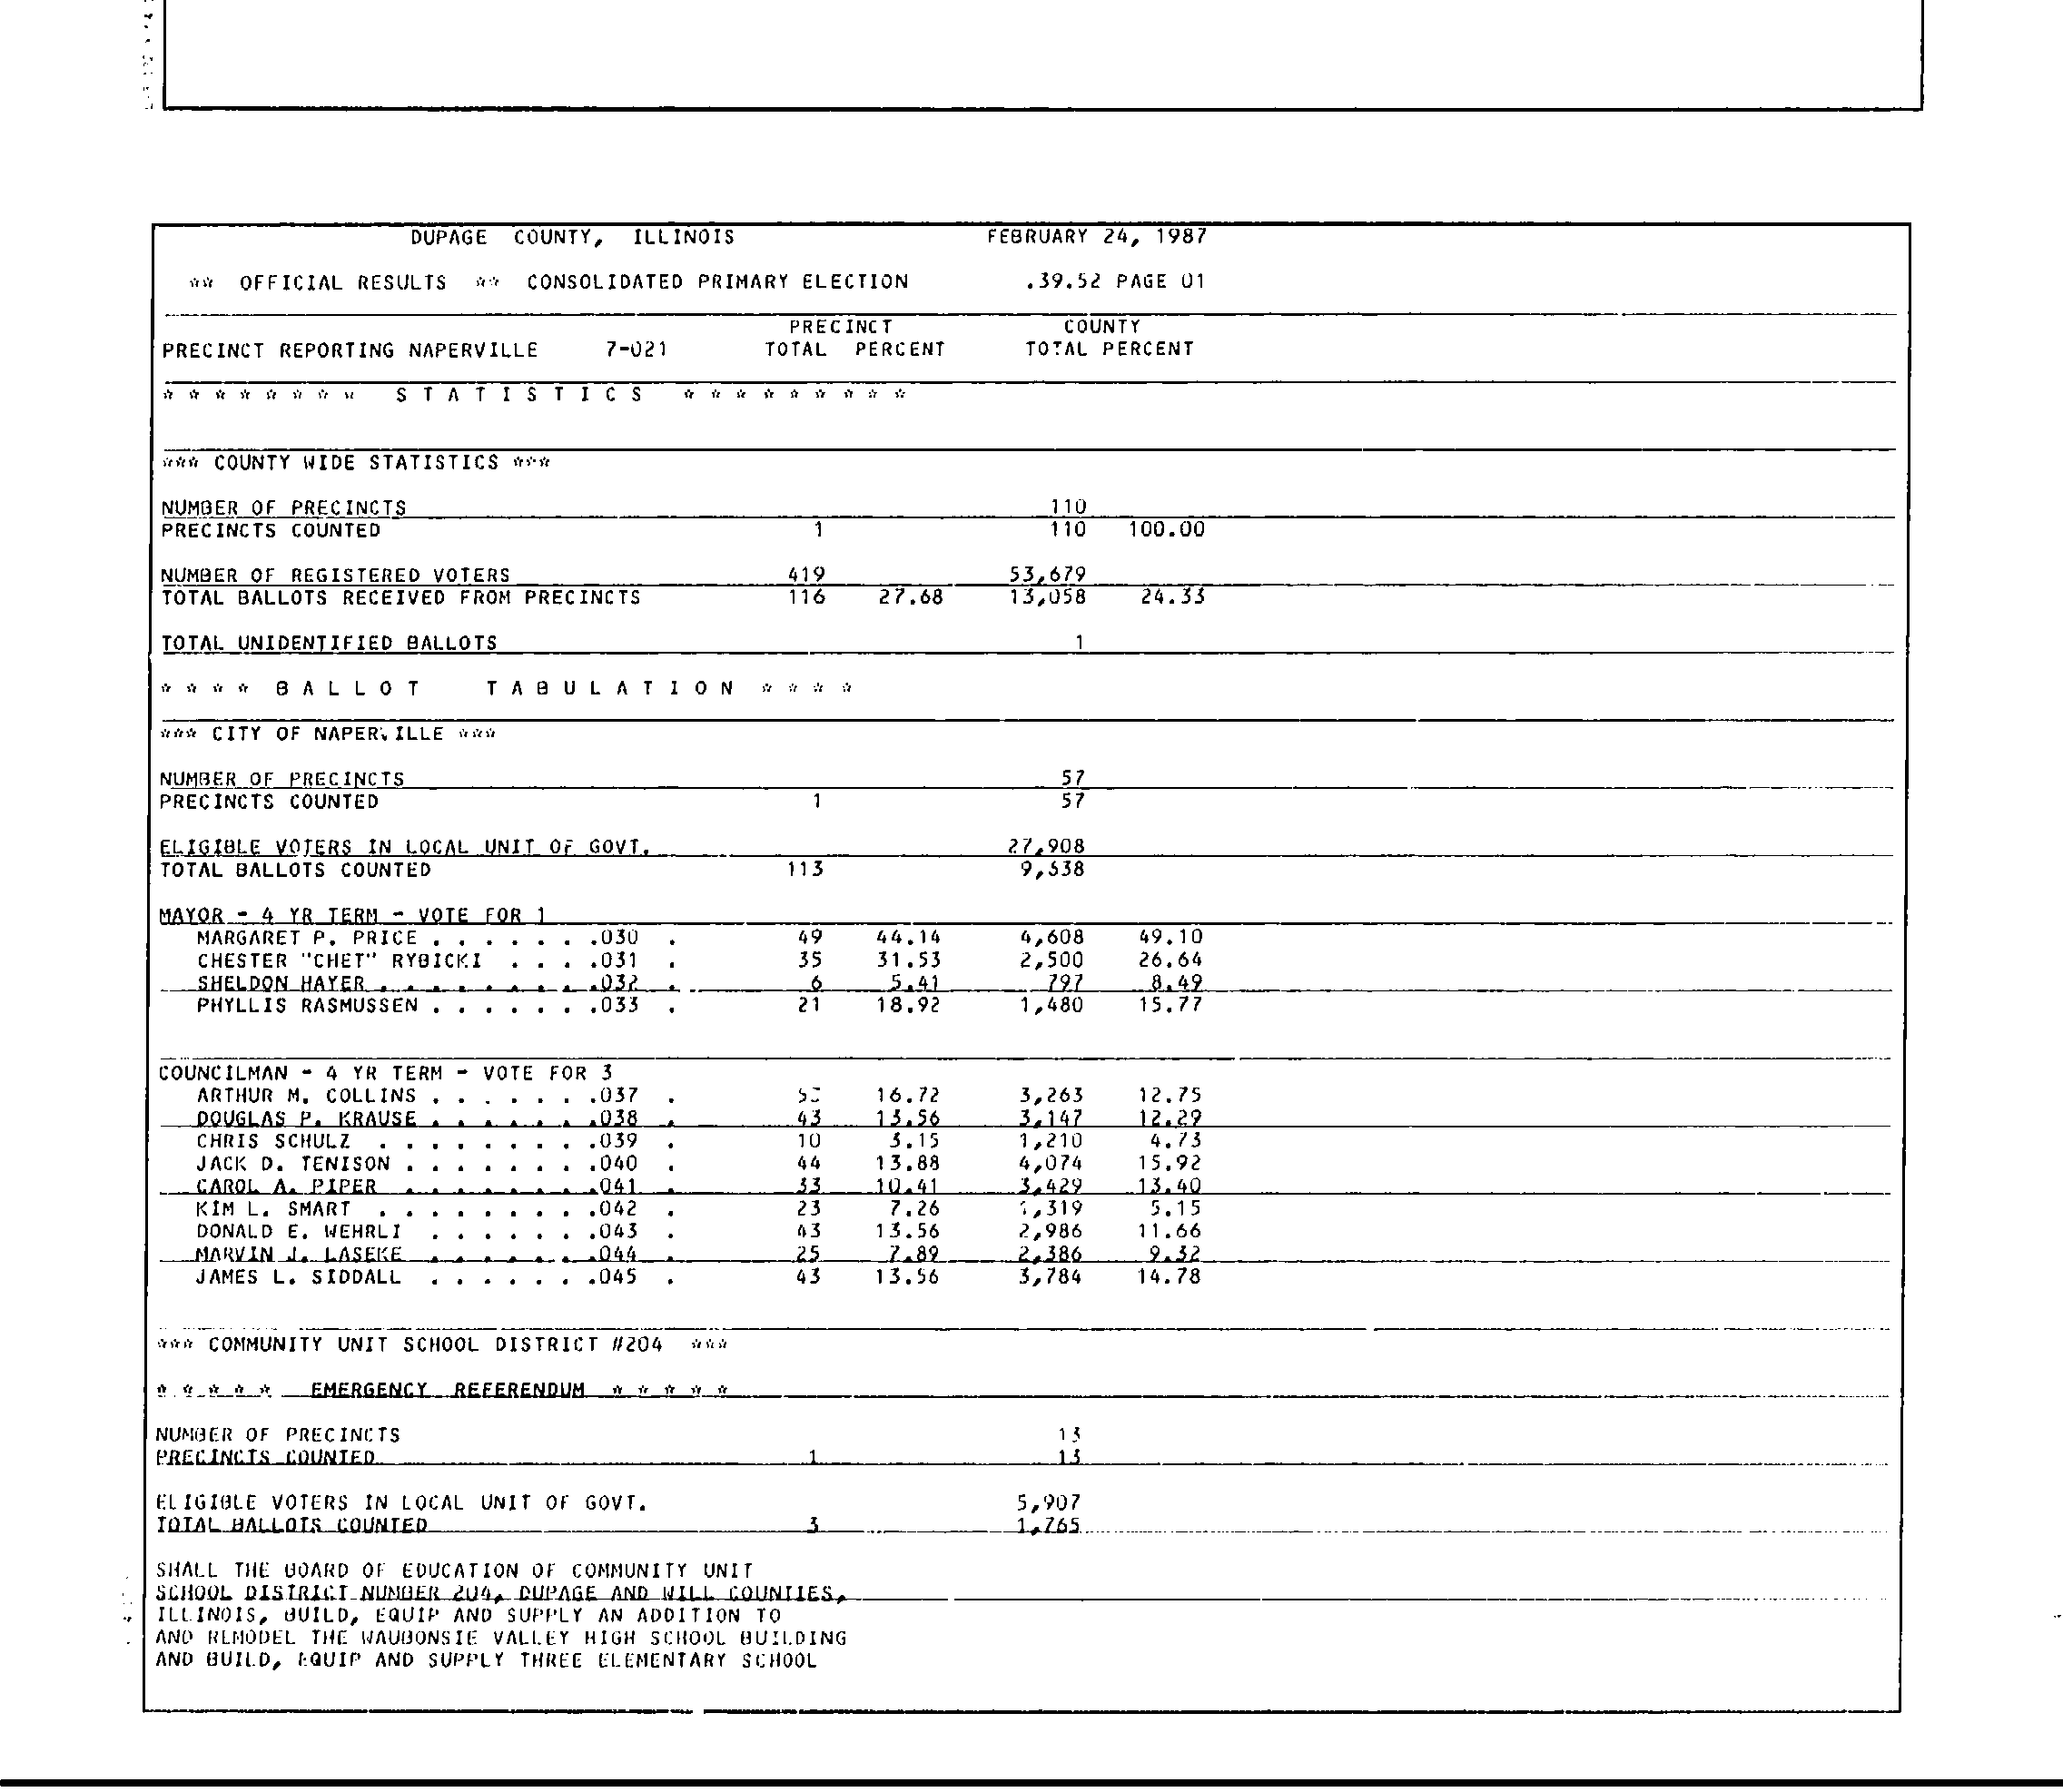 DUPAGE COUNTY, ILLINOIS FEBRUARY 24, 1987
** OFFICIAL RESULTS ** CONSOLIDATED PRIMARY ELECTION .39.52 PAGE 01
PRECINCT COUNTY
PRECINCT REPORTING NAPERVILLE 7-021 TOTAL PERCENT TOTAL PERCENT
* * * * * * * * S T A T I S T I C S * * * * * * * * *
*** COUNTY WIDE STATISTICS ***
NUMBER OF PRECINCTS 110
PRECINCTS COUNTED 1 110 100.00
NUMBER OF REGISTERED VOTERS 419 53,679
TOTAL BALLOTS RECEIVED FROM PRECINCTS 116 27.68 13,058 24.33
TOTAL UNIDENTIFIED BALLOTS 1
* * * * B A L L O T T A B U L A T I O N * * * *
*** CITY OF NAPERVILLE ***
NUMBER OF PRECINCTS 57
PRECINCTS COUNTED 1 57
ELIGIBLE VOTERS IN LOCAL UNIT OF GOVT. 27,908
TOTAL BALLOTS COUNTED 113
MAYOR - 4 YR TERM - VOTE FOR 1
MARGARET P. PRICE . . . . . . .030 . 49 44.14 4,608 49.10
CHESTER "CHET" RYBICKI . . . .031 . 35 31.53 2,500 26.64
SHELDON HAYER . . . . . . . . .032 . 6 5.41 797 8.49
PHYLLIS RASMUSSEN . . . . . . .033 . 21 18.92 1,480 15.77
COUNCILMAN - 4 YR TERM - VOTE FOR 3
ARTHUR M. COLLINS . . . . . . .037 . 16.72 3,263 12.75
DOUGLAS P. KRAUSE . . . . . . .038 . 43 13.56 3,147 12.29
CHRIS SCHULZ . . . . . . . . .039 . 10 3.15 1,210 4.73
JACK D. TENISON . . . . . . . .040 . 44 13.88 4,074 15.92
CAROL A. PIPER . . . . . . . .041 . 33 10.41 3,429 13.40
KIM L. SMART . . . . . . . . .042 . 23 7.26 1,319 5.15
DONALD E. WEHRLI . . . . . . .043 . 43 13.56 2,986 11.66
MARVIN J. LASEKE . . . . . . .044 . 25 7.89 2,386 9.32
JAMES L. SIDDALL . . . . . . .045 . 43 13.56 3,784 14.78
*** COMMUNITY UNIT SCHOOL DISTRICT #204 ***
* * * * * EMERGENCY REFERENDUM * * * * *
NUMBER OF PRECINCTS 13
PRECINCTS COUNTED 1 13
ELIGIBLE VOTERS IN LOCAL UNIT OF GOVT. 5,907
TOTAL BALLOTS COUNTED 3 1,765
SHALL THE BOARD OF EDUCATION OF COMMUNITY UNIT
SCHOOL DISTRICT NUMBER 204, DUPAGE AND WILL COUNTIES,
ILLINOIS, BUILD, EQUIP AND SUPPLY AN ADDITION TO
AND REMODEL THE WAUBONSIE VALLEY HIGH SCHOOL BUILDING
AND BUILD, EQUIP AND SUPPLY THREE ELEMENTARY SCHOOL